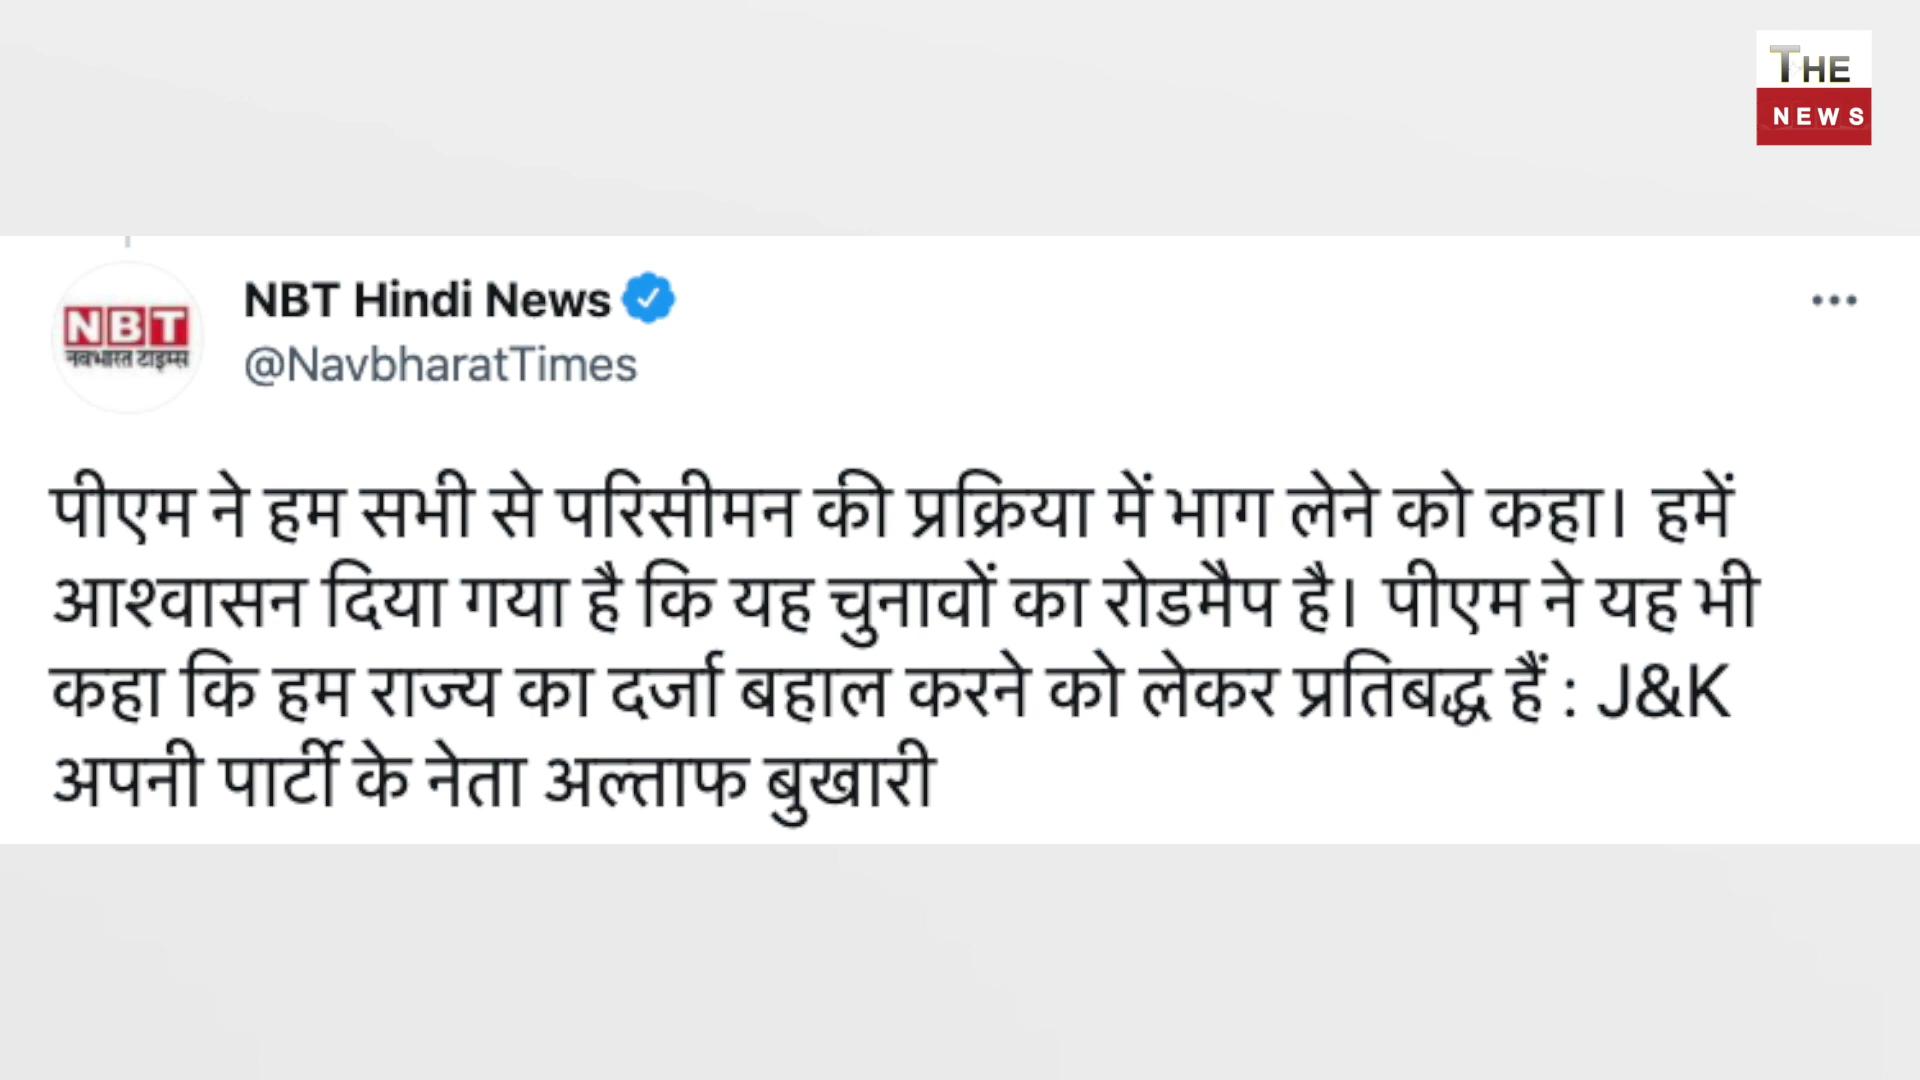 THE
NEWS
NBT Hindi News
NBT
नवभारत टाइम्स
@NavbharatTimes
पीएम ने हम सभी से परिसीमन की प्रक्रिया में भाग लेने को कहा। हमें
आश्वासन दिया गया है कि यह चुनावों का रोडमैप है। पीएम ने यह भी
कहा कि हम राज्य का दर्जा बहाल करने को लेकर प्रतिबद्ध हैं : J&K
अपनी पार्टी के नेता अल्ताफ बुखारी